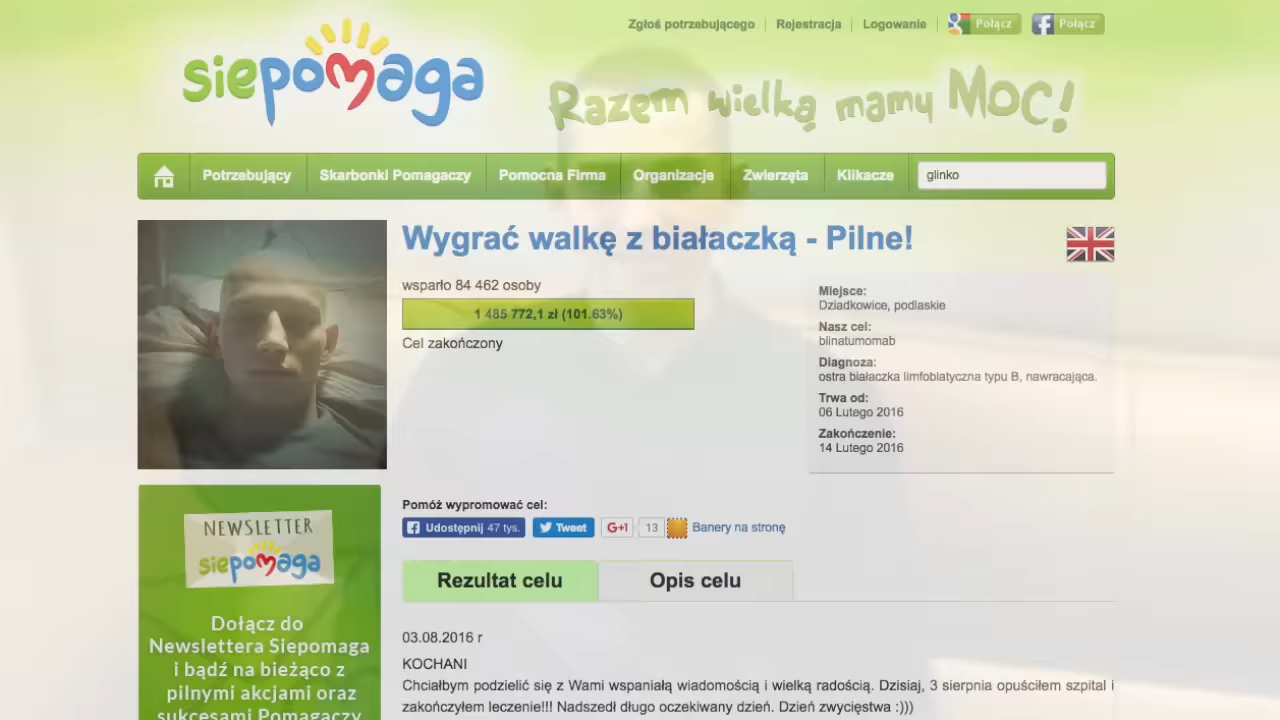 Zgłoś potrzebującego
Rejestracja
Logowanie
Połącz
Połącz
siepomaga
Razem wielką mamy MOC!
Potrzebujący
Skarbonki Pomagaczy
Pomocna Firma
Organizacje
Zwierzęta
Klikacze
glinko
Wygrać walkę z białaczką - Pilne!
wsparło 84 462 osoby
1 485 772,1 zł (101.63%)
Cel zakończony
Miejsce:
Dziadkowice, podlaskie
Nasz cel:
blinatumomab
Diagnoza:
ostra białaczka limfoblatyczna typu B, nawracająca.
Trwa od:
06 Lutego 2016
Zakończenie:
14 Lutego 2016
Pomóż wypromować cel:
Udostępnij 47 tys.
Tweet
G+1
13
Banery na stronę
Rezultat celu
Opis celu
03.08.2016 r
KOCHANI
Chciałbym podzielić się z Wami wspaniałą wiadomością i wielką radością. Dzisiaj, 3 sierpnia opuściłem szpital i
zakończyłem leczenie!!! Nadszedł długo oczekiwany dzień. Dzień zwycięstwa :)))
NEWSLETTER
siepomaga
Dołącz do
Newslettera Siepomaga
i bądź na bieżąco z
pilnymi akcjami oraz
sukcesami Pomagaczy